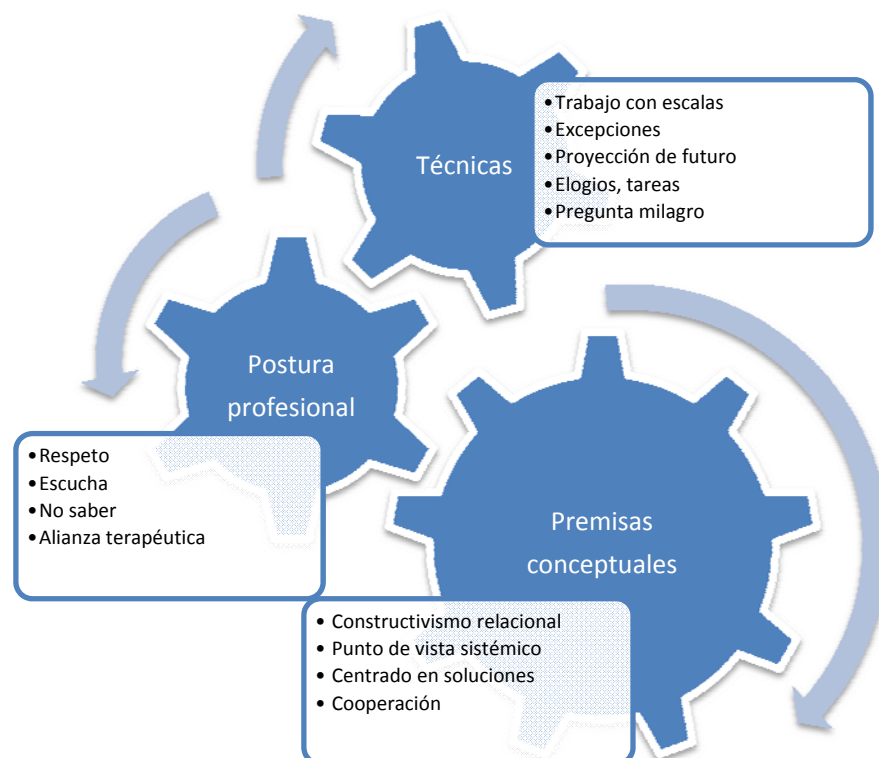 Técnicas
•Trabajo con escalas
•Excepciones
•Proyección de futuro
•Elogios, tareas
•Pregunta milagro
Postura
profesional
•Respeto
•Escucha
•No saber
•Alianza terapéutica
Premisas
conceptuales
• Constructivismo relacional
• Punto de vista sistémico
• Centrado en soluciones
• Cooperación